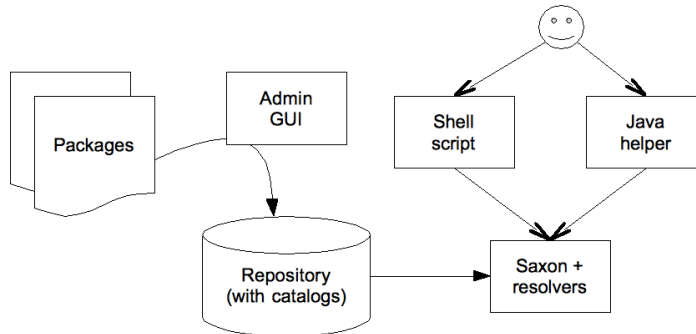 Admin
GUI
Packages
Shell
script
Java
helper
Repository
(with catalogs)
Saxon +
resolvers